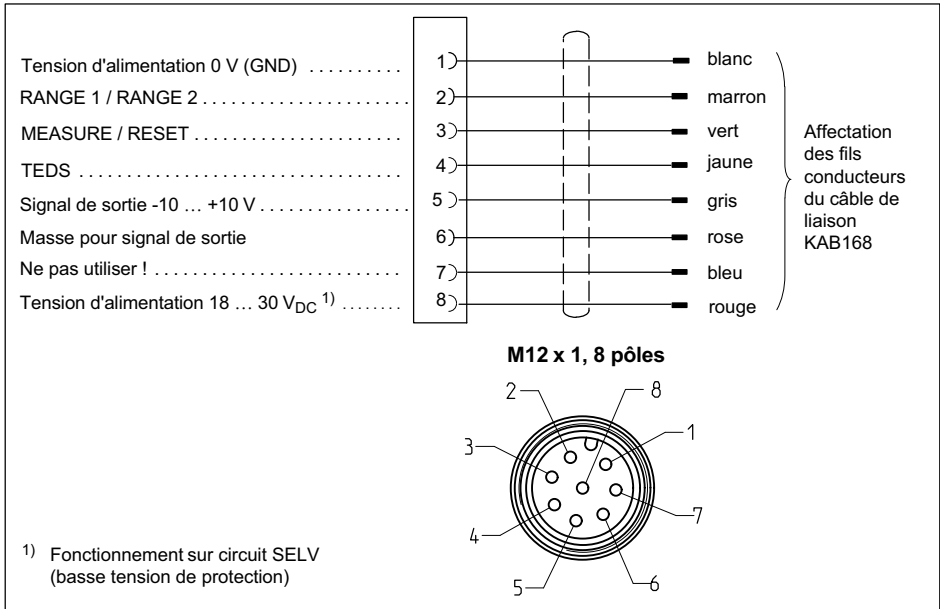 Tension d'alimentation 0 V (GND) . . . . . . . . . . 1 blanc
RANGE 1 / RANGE 2 . . . . . . . . . . . . . . . . . . . . . . . 2 marron
MEASURE / RESET . . . . . . . . . . . . . . . . . . . . . . . . 3 vert
TEDS . . . . . . . . . . . . . . . . . . . . . . . . . . . . . . . . . . . . 4 jaune
Signal de sortie -10 … +10 V . . . . . . . . . . . . . . . . 5 gris
Masse pour signal de sortie 6 rose
Ne pas utiliser ! . . . . . . . . . . . . . . . . . . . . . . . . . . . 7 bleu
Tension d'alimentation 18 … 30 VDC 1) . . . . . . . . 8 rouge
Affectation
des fils
conducteurs
du câble de
liaison
KAB168
M12 x 1, 8 pôles
2 8
3 1
4 7
5 6
1) Fonctionnement sur circuit SELV
(basse tension de protection)